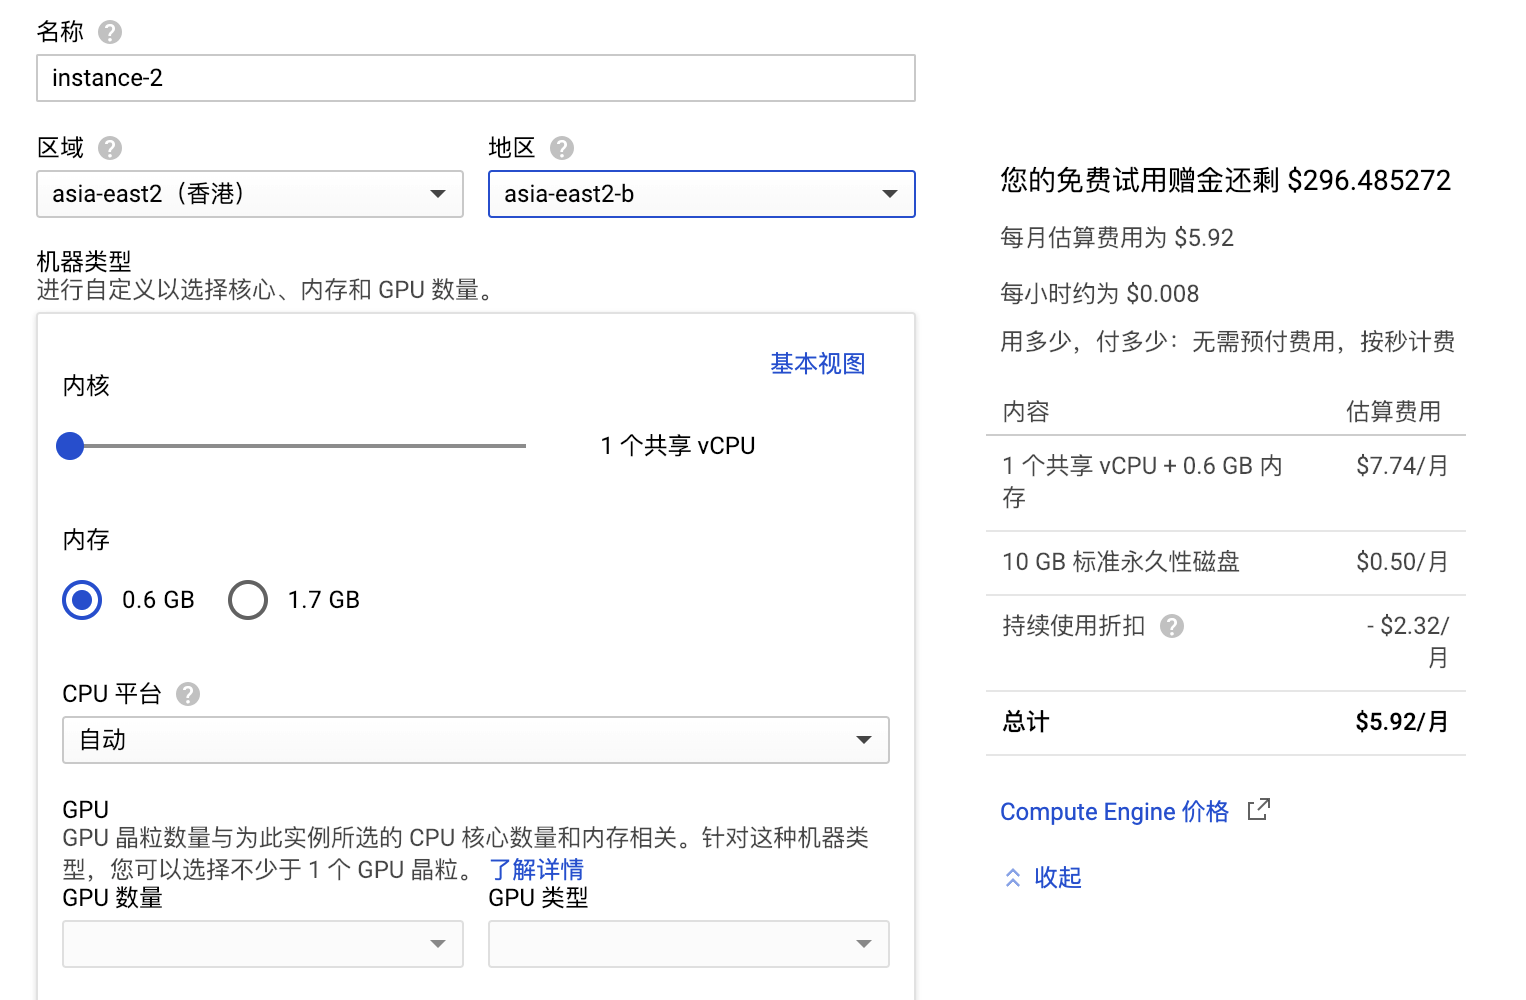 名称
instance-2
区域
地区
asia-east2（香港）
asia-east2-b
机器类型
进行自定义以选择核心、内存和 GPU 数量。
基本视图
内核
1 个共享 vCPU
内存
0.6 GB
1.7 GB
CPU 平台
自动
GPU
GPU 晶粒数量与为此实例所选的 CPU 核心数量和内存相关。针对这种机器类
型，您可以选择不少于 1 个 GPU 晶粒。 了解详情
GPU 数量
GPU 类型
您的免费试用赠金还剩 $296.485272
每月估算费用为 $5.92
每小时约为 $0.008
用多少，付多少：无需预付费用，按秒计费
内容
估算费用
1 个共享 vCPU + 0.6 GB 内
存
$7.74/月
10 GB 标准永久性磁盘
$0.50/月
持续使用折扣
- $2.32/
月
总计
$5.92/月
Compute Engine 价格
收起